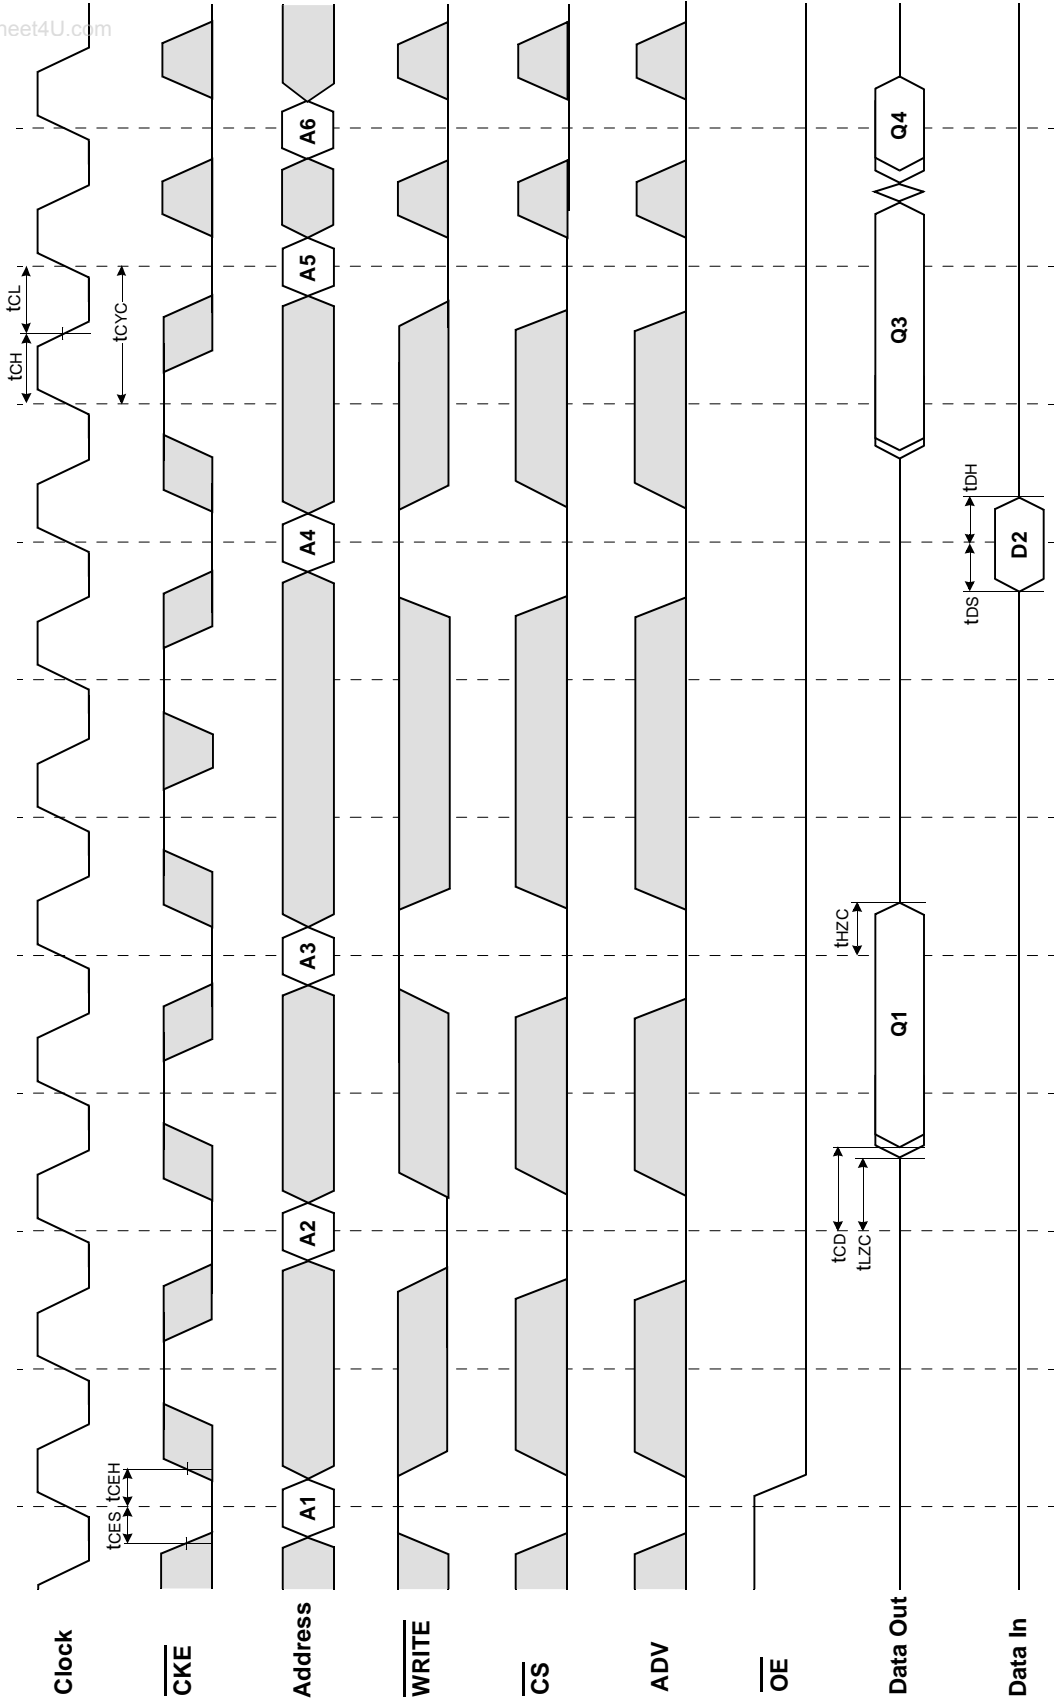 heet4U.com
tCH
tCL
tCYC
tCES
tCEH
A1
A2
A3
A4
A5
A6
tCD
tLZC
tHZC
Q1
Q3
Q4
tDS
tDH
D2
Clock
CKE
Address
WRITE
CS
ADV
OE
Data Out
Data In